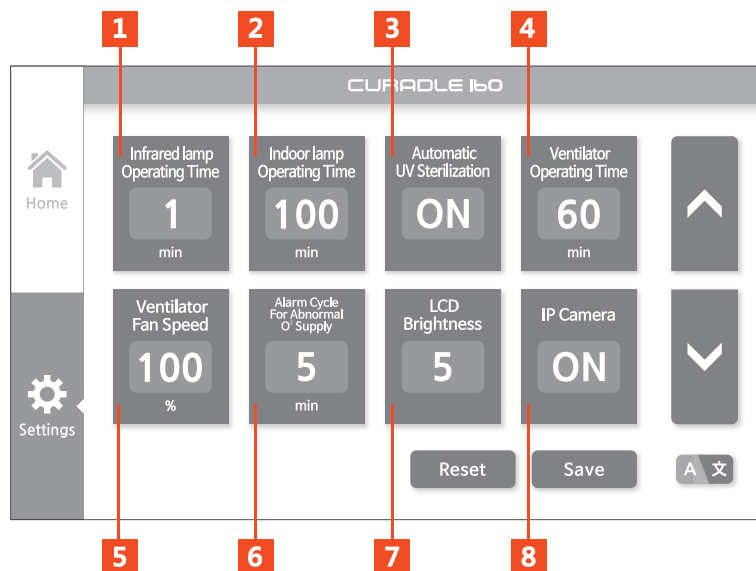 1 2 3 4
CURADLE 160
Home
Infrared lamp
Operating Time
1
min
Indoor lamp
Operating Time
100
min
Automatic
UV Sterilization
ON
Ventilator
Operating Time
60
min
Ventilator
Fan Speed
100
%
Alarm Cycle
For Abnormal
O² Supply
5
min
LCD
Brightness
5
IP Camera
ON
Settings
Reset
Save
A 文
5 6 7 8